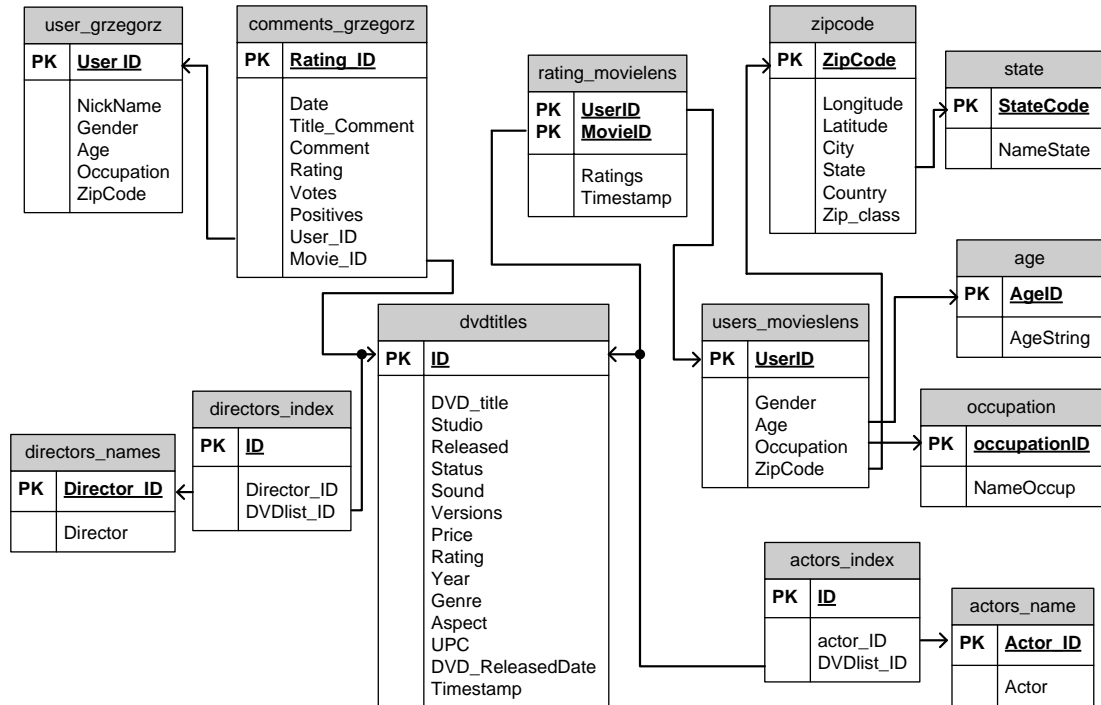 user_grzegorz
PK User ID
NickName
Gender
Age
Occupation
ZipCode
comments_grzegorz
PK Rating_ID
Date
Title_Comment
Comment
Rating
Votes
Positives
User_ID
Movie_ID
rating_movielens
PK UserID
PK MovieID
Ratings
Timestamp
zipcode
PK ZipCode
Longitude
Latitude
City
State
Country
Zip_class
state
PK StateCode
NameState
age
PK AgeID
AgeString
dvdtitles
PK ID
DVD_title
Studio
Released
Status
Sound
Versions
Price
Rating
Year
Genre
Aspect
UPC
DVD_ReleasedDate
Timestamp
users_movieslens
PK UserID
Gender
Age
Occupation
ZipCode
occupation
PK occupationID
NameOccup
directors_index
PK ID
Director_ID
DVDlist_ID
directors_names
PK Director_ID
Director
actors_index
PK ID
actor_ID
DVDlist_ID
actors_name
PK Actor_ID
Actor